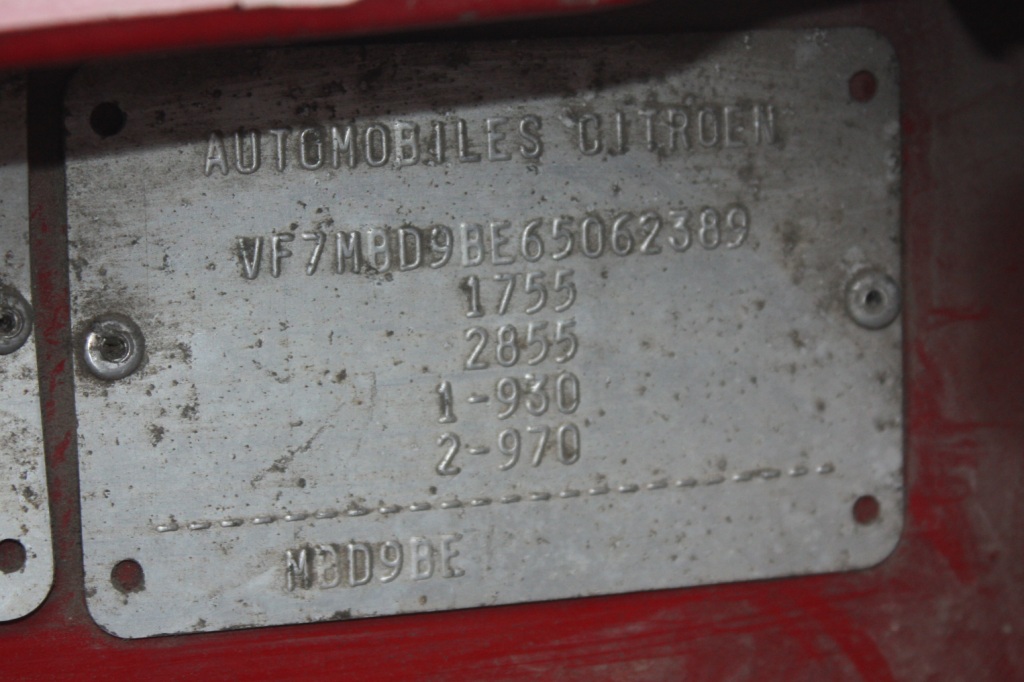 AUTOMOBILES CITROEN
VF7MBD9BE65062389
1755
2855
1-930
2-970
MBD9BE